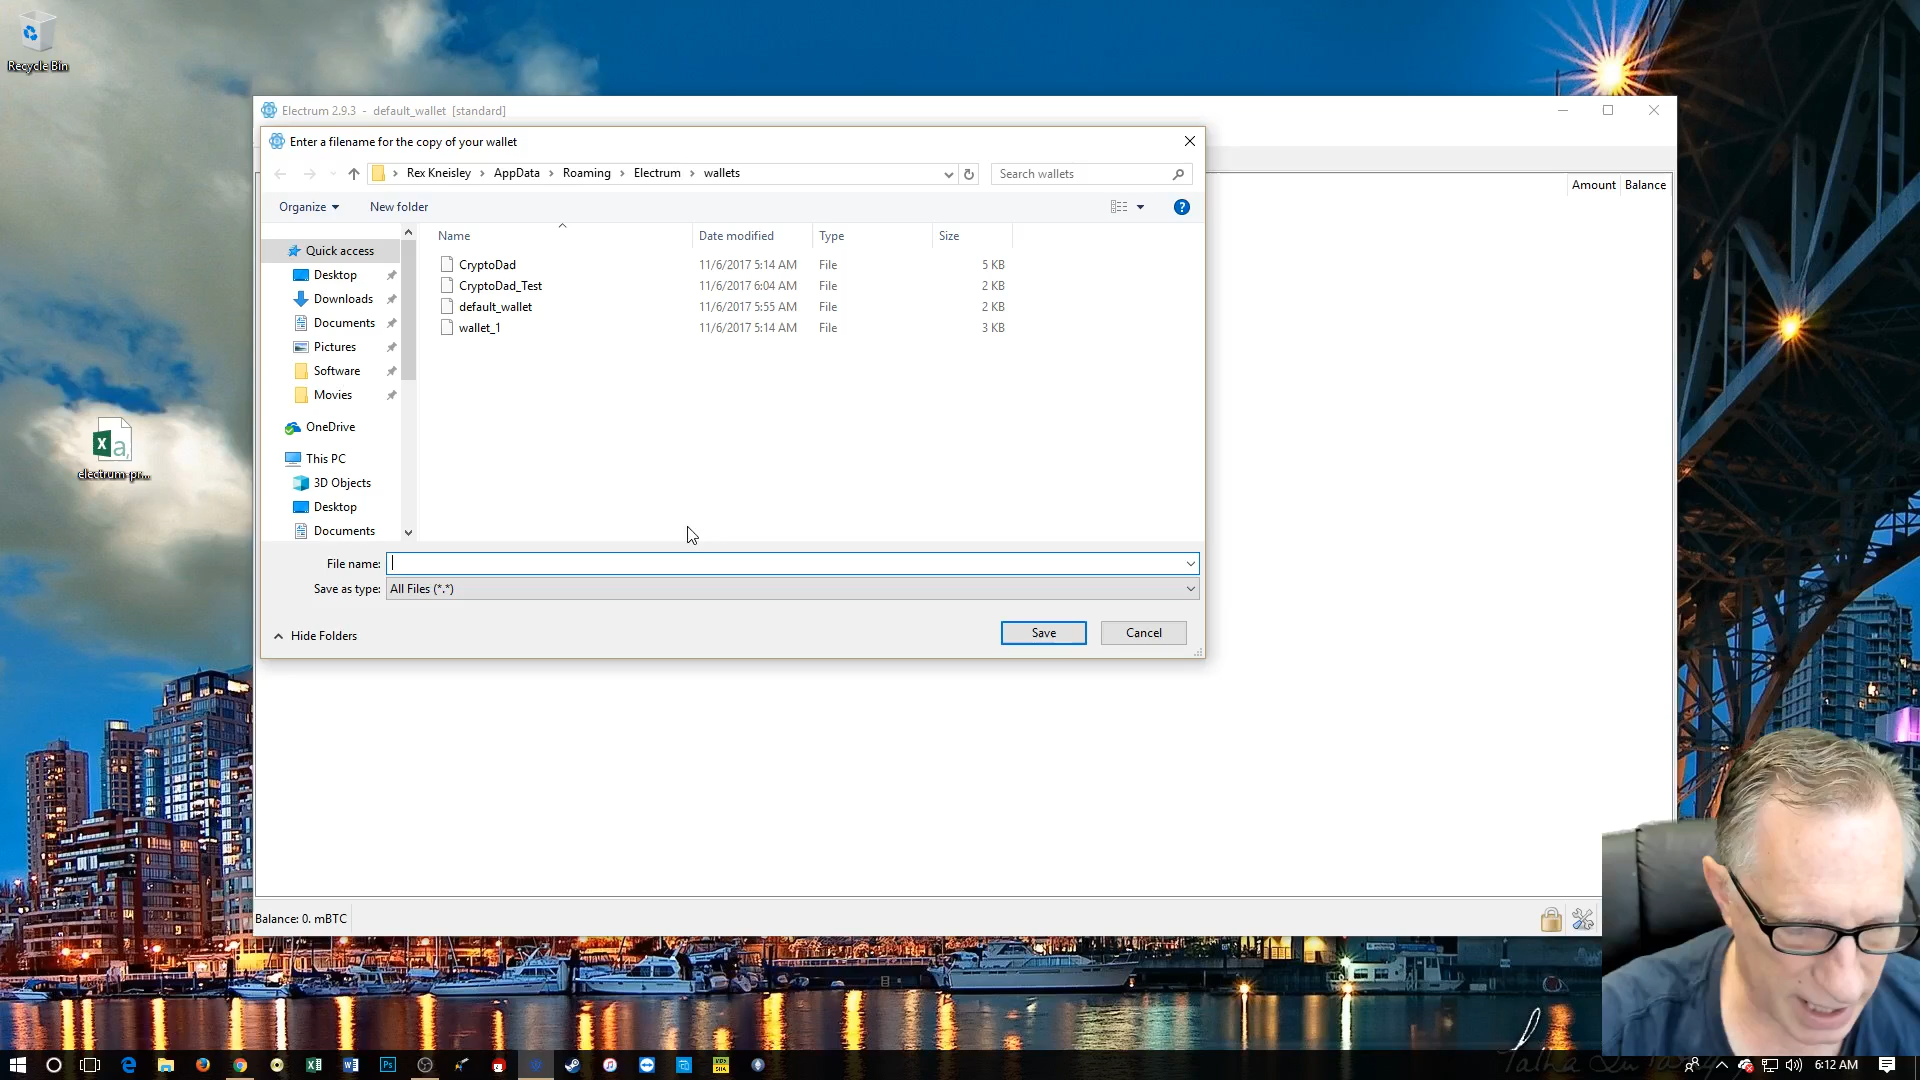 Recycle Bin
Electrum 2.9.3 - default_wallet [standard]
Enter a filename for the copy of your wallet
Rex Kneisley > AppData > Roaming > Electrum > wallets
Search wallets
Amount Balance
Organize New folder
?
Name Date modified Type Size
Quick access
Desktop
Downloads
Documents
Pictures
Software
Movies
OneDrive
This PC
3D Objects
Desktop
Documents
CryptoDad 11/6/2017 5:14 AM File 5 KB
CryptoDad_Test 11/6/2017 6:04 AM File 2 KB
default_wallet 11/6/2017 5:55 AM File 2 KB
wallet_1 11/6/2017 5:14 AM File 3 KB
electrum-pr...
File name:
Save as type: All Files (*.*)
Hide Folders
Save Cancel
Balance: 0. mBTC
6:12 AM